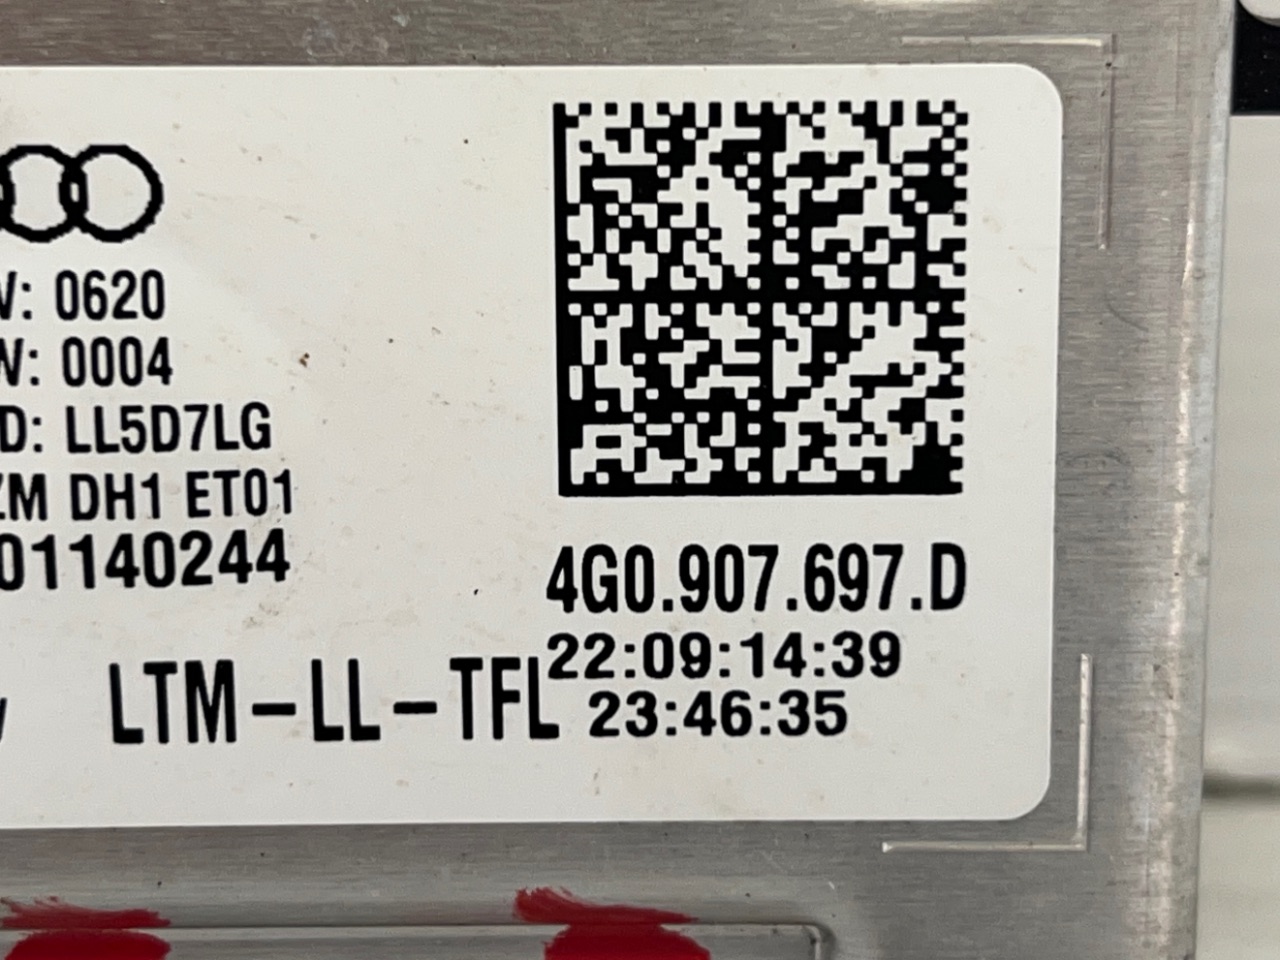 V: 0620
W: 0004
D: LL5D7LG
ZM DH1 ET01
01140244
4G0.907.697.D
LTM-LL-TFL
22:09:14:39
23:46:35